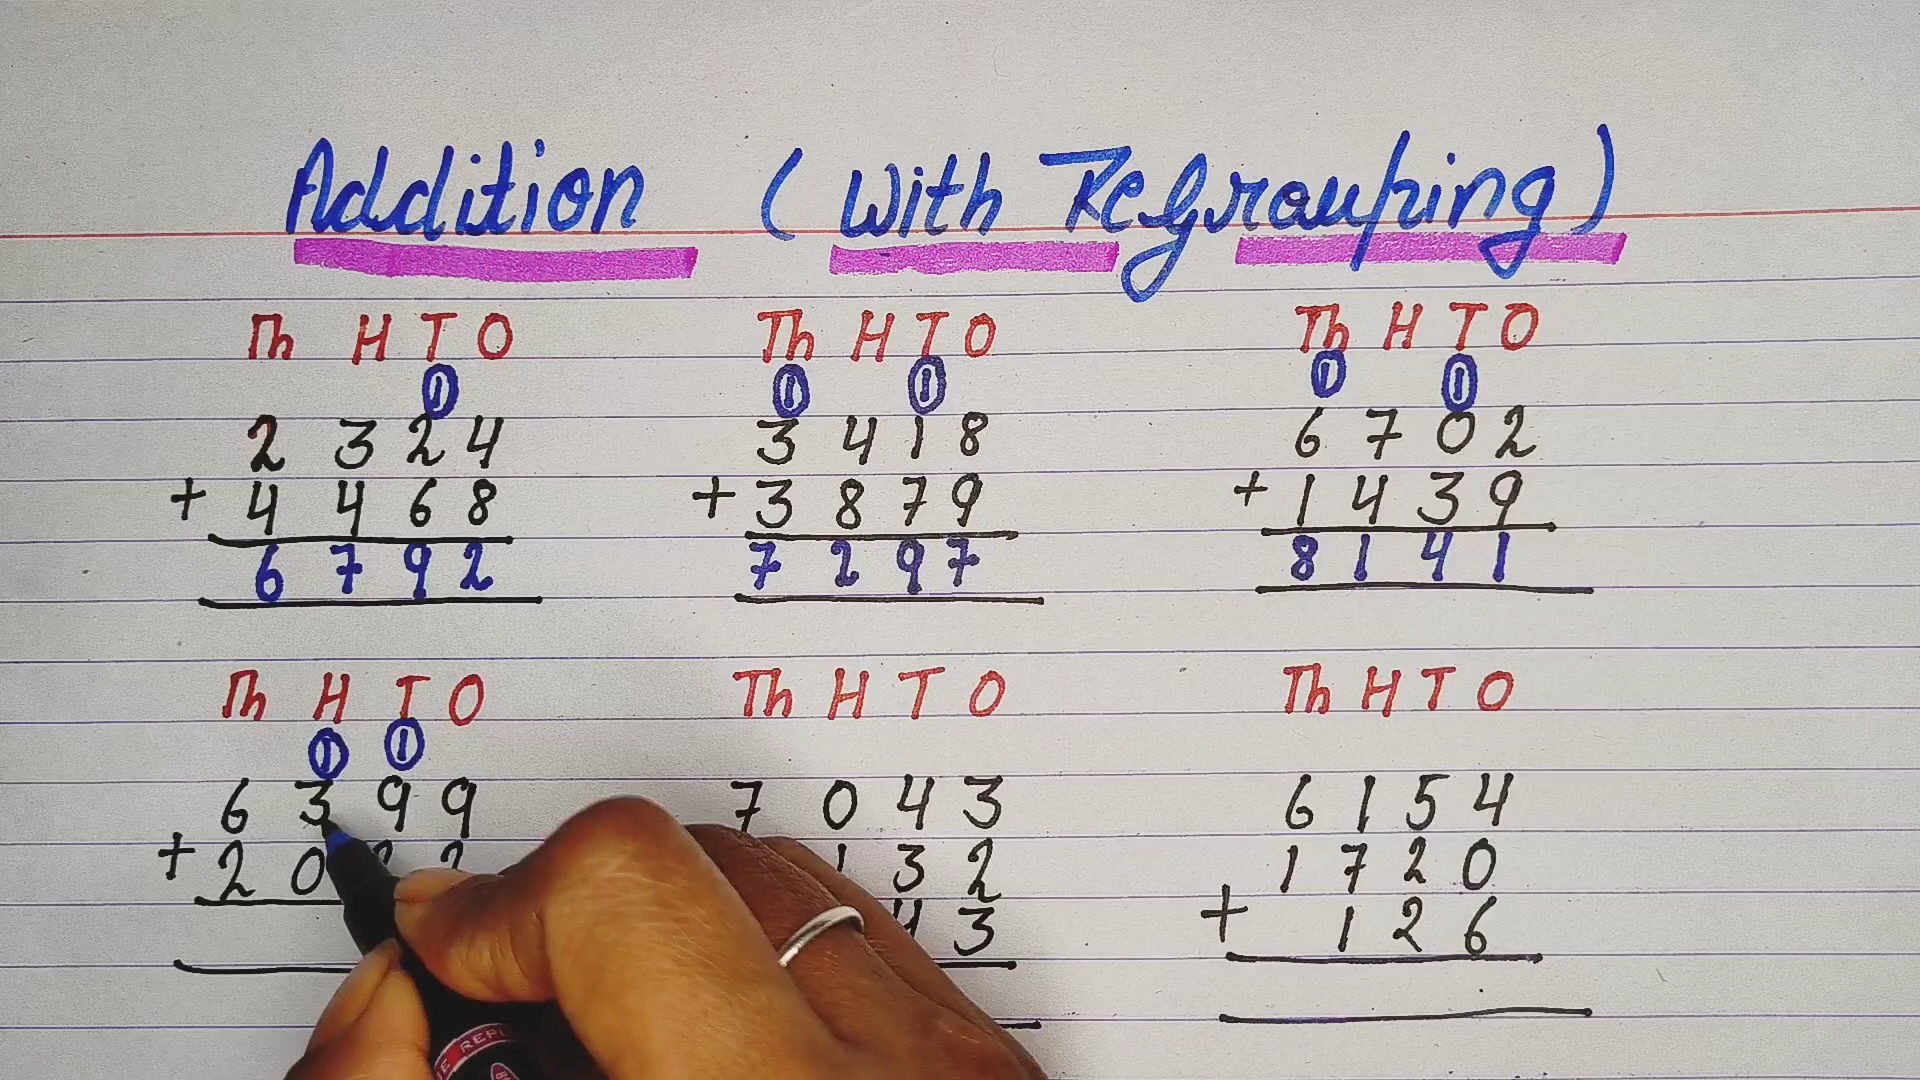 Addition (With Regrouping)
Th H T O Th H T O Th H T O
1 1 1 1 1
2 3 2 4 3 4 1 8 6 7 0 2
+ 4 4 6 8 + 3 8 7 9 + 1 4 3 9
6 7 9 2 7 2 9 7 8 1 4 1
Th H T O Th H T O Th H T O
1 1
6 3 9 9 7 0 4 3 6 1 5 4
+ 2 0 2 1 3 2 1 7 2 0
4 3 + 1 2 6